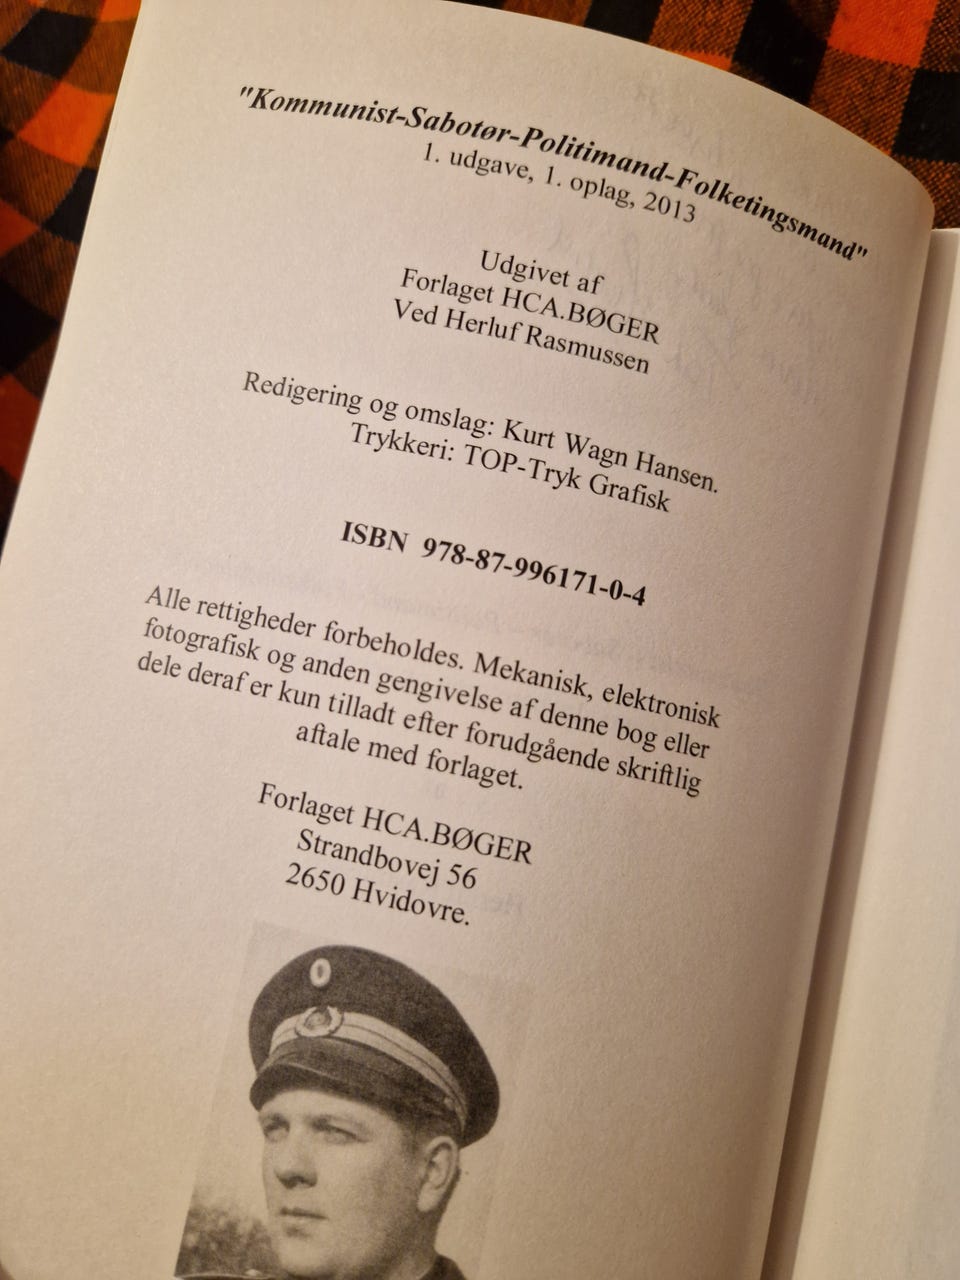 "Kommunist-Sabotør-Politimand-Folketingsmand"
1. udgave, 1. oplag, 2013
Udgivet af
Forlaget HCA.BØGER
Ved Herluf Rasmussen
Redigering og omslag: Kurt Wagn Hansen.
Trykkeri: TOP-Tryk Grafisk
ISBN 978-87-996171-0-4
Alle rettigheder forbeholdes. Mekanisk, elektronisk
fotografisk og anden gengivelse af denne bog eller
dele deraf er kun tilladt efter forudgående skriftlig
aftale med forlaget.
Forlaget HCA.BØGER
Strandbovej 56
2650 Hvidovre.